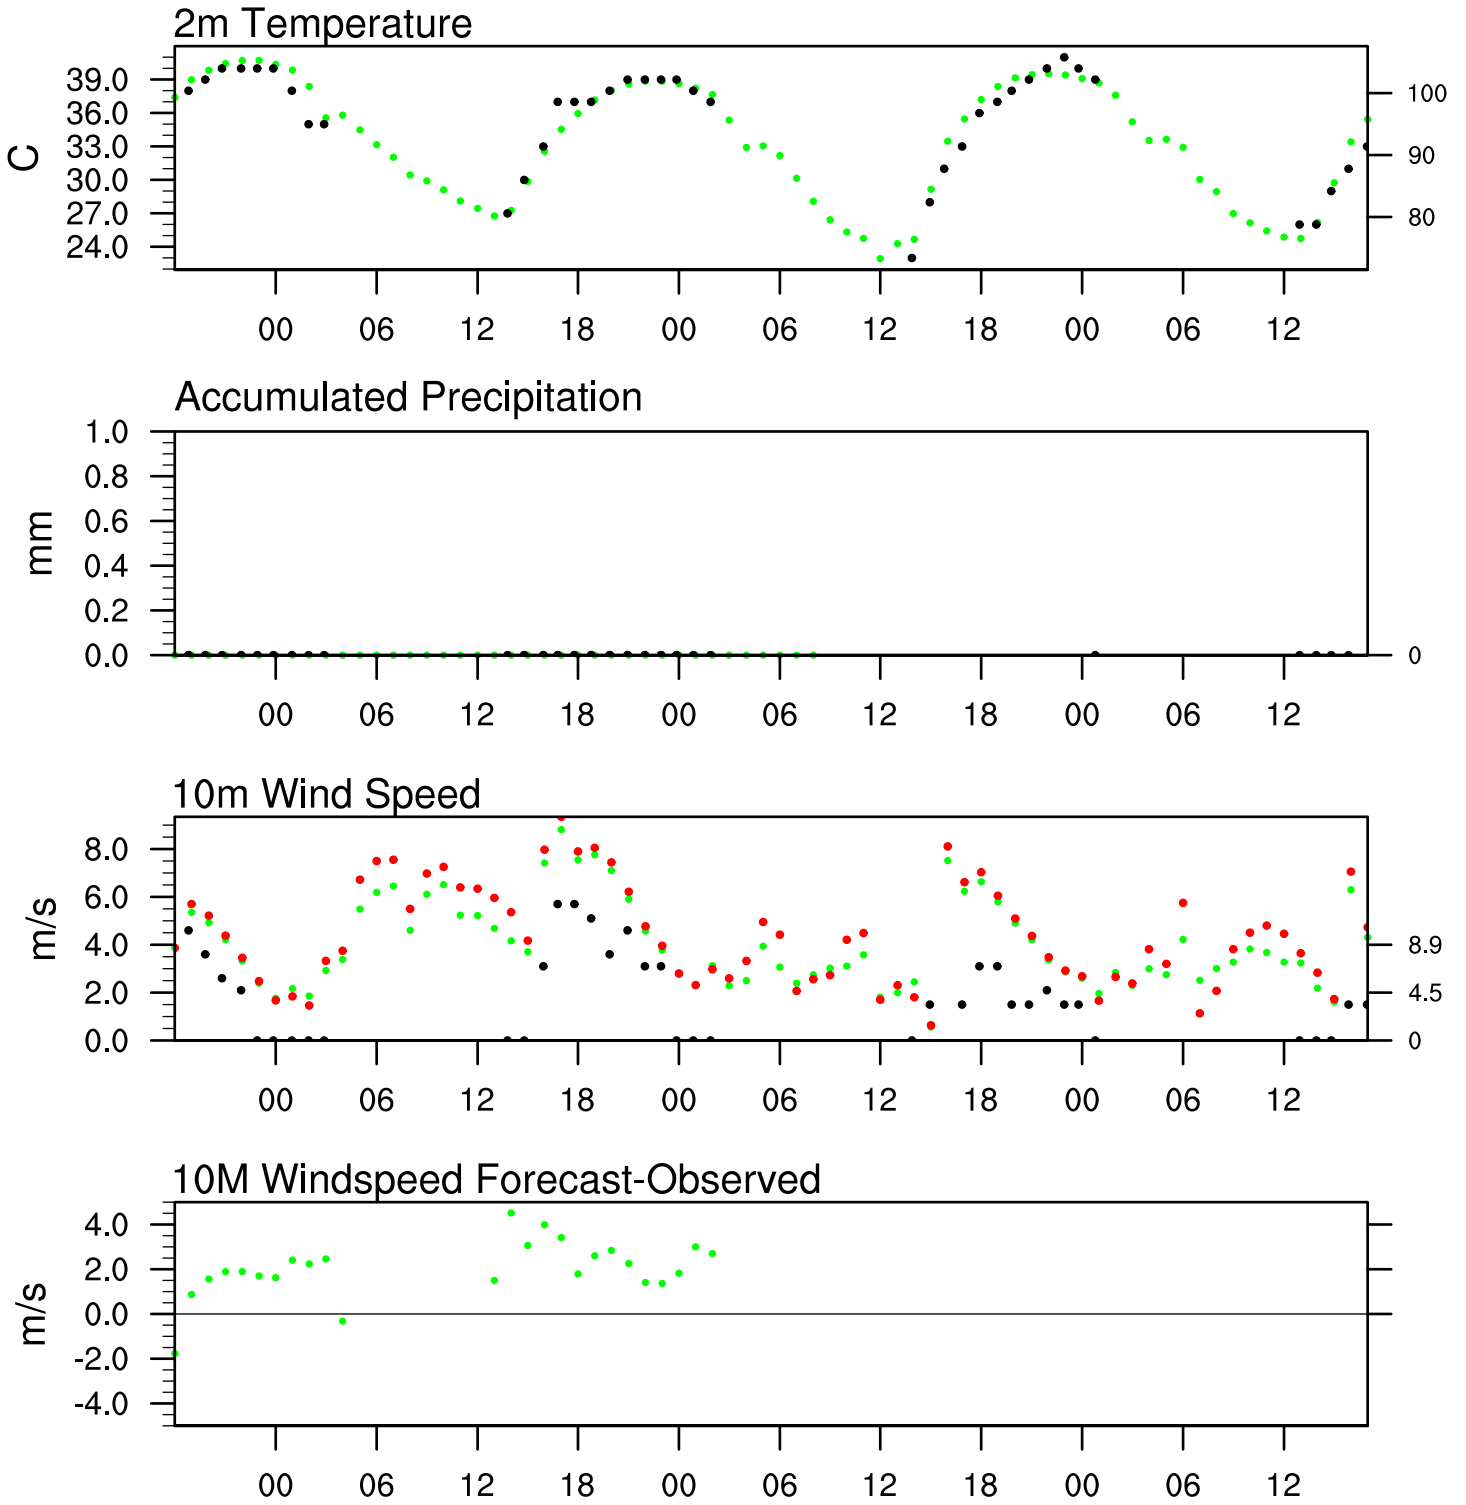 2m Temperature
C
39.0
36.0
33.0
30.0
27.0
24.0
100
90
80
00 06 12 18 00 06 12 18 00 06 12
Accumulated Precipitation
mm
1.0
0.8
0.6
0.4
0.2
0.0
0
00 06 12 18 00 06 12 18 00 06 12
10m Wind Speed
m/s
8.0
6.0
4.0
2.0
0.0
8.9
4.5
0
00 06 12 18 00 06 12 18 00 06 12
10M Windspeed Forecast-Observed
m/s
4.0
2.0
0.0
-2.0
-4.0
00 06 12 18 00 06 12 18 00 06 12